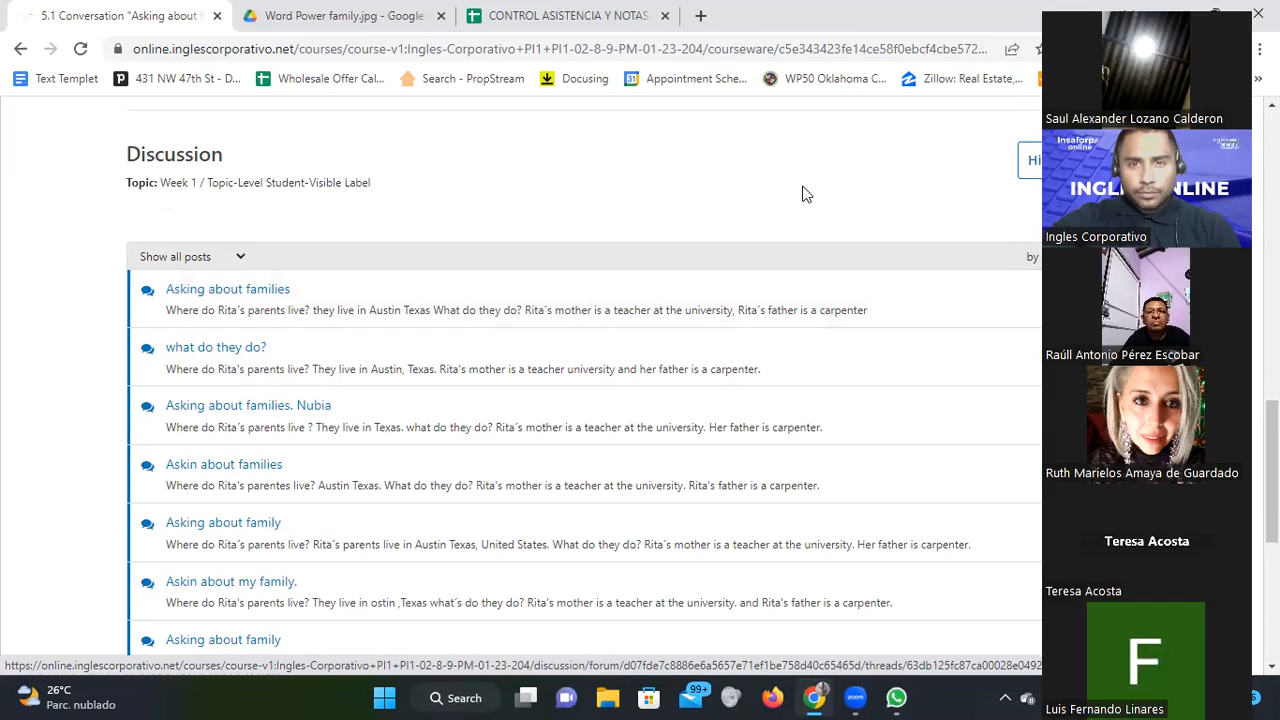 5.1 Conversation "Asking about f
Word Power family.jpg - Google
CONTROL ADISTENCIA Y NOTAS
online.inglescorporativo.net/courses/course-v1:Ingles-Corporativo+PI1+PI1-02-8-9-PM-01-23-204/courseware/c5e343423fe14ce58f0ebcf4cbe572...
Text Templet
431 NW 47th St - D...
Wholesale Offer Cal...
Search - PropStream
Docusing
Appointment Sche...
WP50 Oklahoma C...
Zillow: Real Estate,...
Discussion
Topic: Week 1 / Topic-Level Student-Visible Label
Hi
Show all posts
by
Asking about families
Where do Rita´s parents live? they live in Austin Texas What do they do? Rita´s mother is a teacher at the university, Rita´s father is a carpenter
what do they do?
Where do Rita's parents live? They live in Austin, Texas. Rita's mother is a teacher university and her father is a carpenter.
Asking about families. Nubia
Where do Rita's parents live ? They live in Texas. what do they do? Rita's mother is a teacher at the university. Her father is carpenter.
Askin about families
Where do Rita's parentes live? Austin Texas. What do they do? Rita's mother is a teacher at the university. Rita's father is a carpenter.
Asking about family
Where do Rita´s parents live? Rita´s parents live in Austin Texas, United States. What do they do? Rita´s mother is a teacher at the university. Her father is carpenter.
Askin about my family.
Where do Rita's parents live? They live in ostin ,Texas what´s do they do? Rita's mother is a teacher at the university. and Rita's father is a carpenter.
Asking about family
https://online.inglescorporativo.net/courses/course-v1:Ingles-Corporativo+PI1+PI1-02-8-9-PM-01-23-204/discussion/forum/d07fde7c8886e6a5657e71ef1be758d40c65465d/threads/63db125fc87ca00028e0492
26°C
Parc. nublado
Search
99+
zoom
Saul Alexander Lozano Calderon
Insaforp
online
INGL NLINE
Ingles Corporativo
Raúll Antonio Pérez Escobar
Ruth Marielos Amaya de Guardado
Teresa Acosta
Teresa Acosta
F
Luis Fernando Linares